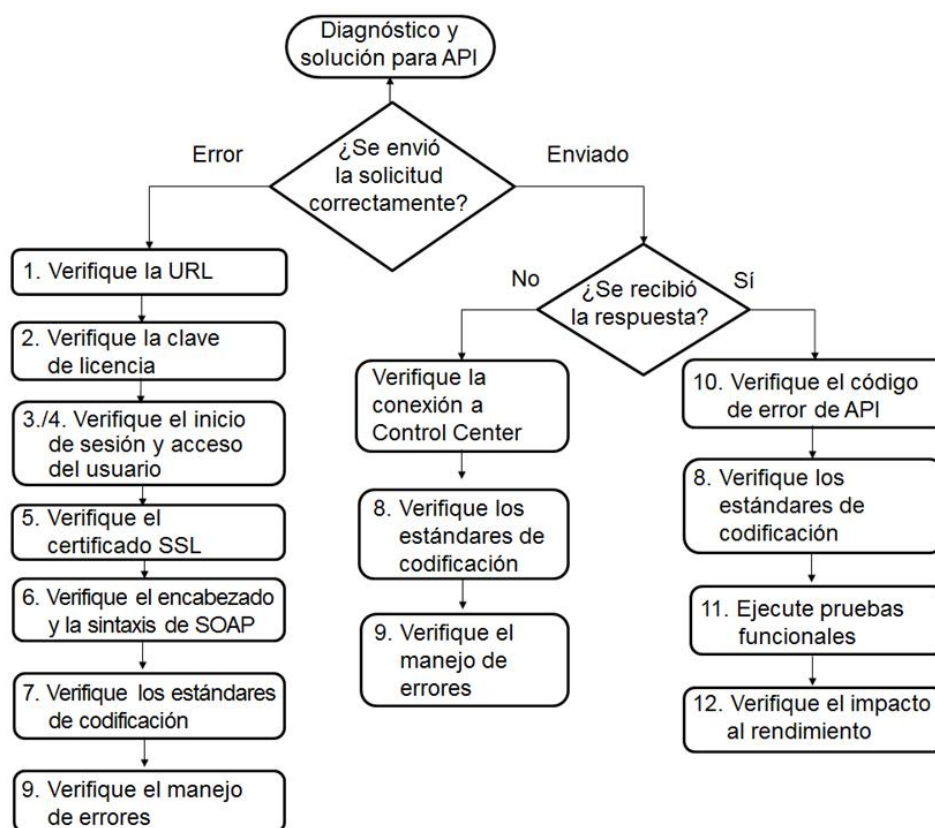 Diagnóstico y
solución para API
¿Se envió
la solicitud
correctamente?
Error
Enviado
1. Verifique la URL
2. Verifique la clave
de licencia
3./4. Verifique el inicio
de sesión y acceso
del usuario
5. Verifique el
certificado SSL
6. Verifique el encabezado
y la sintaxis de SOAP
7. Verifique los estándares
de codificación
9. Verifique el manejo
de errores
¿Se recibió
la respuesta?
No
Sí
Verifique la
conexión a
Control Center
8. Verifique los
estándares de
codificación
9. Verifique el
manejo de
errores
10. Verifique el código
de error de API
8. Verifique los
estándares de
codificación
11. Ejecute pruebas
funcionales
12. Verifique el impacto
al rendimiento